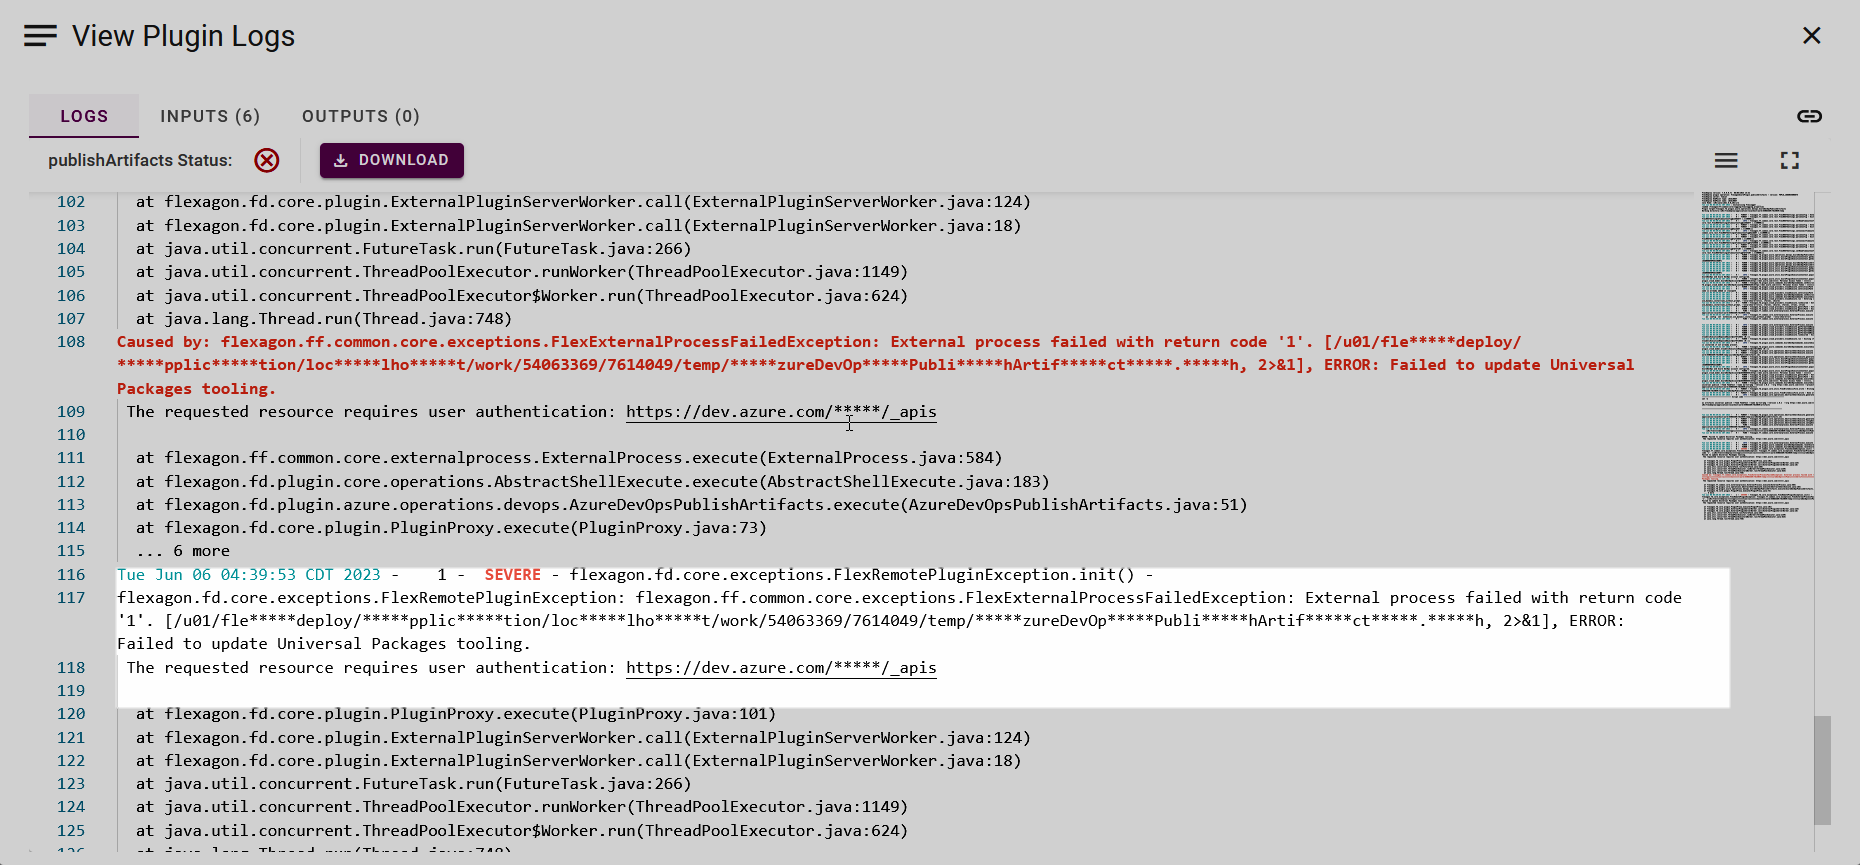 View Plugin Logs
LOGS
INPUTS (6)
OUTPUTS (0)
publishArtifacts Status:
DOWNLOAD
102 at flexagon.fd.core.plugin.ExternalPluginServerWorker.call(ExternalPluginServerWorker.java:124)
103 at flexagon.fd.core.plugin.ExternalPluginServerWorker.call(ExternalPluginServerWorker.java:18)
104 at java.util.concurrent.FutureTask.run(FutureTask.java:266)
105 at java.util.concurrent.ThreadPoolExecutor.runWorker(ThreadPoolExecutor.java:1149)
106 at java.util.concurrent.ThreadPoolExecutor$Worker.run(ThreadPoolExecutor.java:624)
107 at java.lang.Thread.run(Thread.java:748)
108 Caused by: flexagon.ff.common.core.exceptions.FlexExternalProcessFailedException: External process failed with return code '1'. [/u01/fle*****deploy/
*****pplic*****tion/loc*****lho*****t/work/54063369/7614049/temp/*****zureDevOp*****Publi*****hArtif*****ct*****.*****h, 2>&1], ERROR: Failed to update Universal
Packages tooling.
109 The requested resource requires user authentication: https://dev.azure.com/*****/_apis
110
111 at flexagon.ff.common.core.externalprocess.ExternalProcess.execute(ExternalProcess.java:584)
112 at flexagon.fd.plugin.core.operations.AbstractShellExecute.execute(AbstractShellExecute.java:183)
113 at flexagon.fd.plugin.azure.operations.devops.AzureDevOpsPublishArtifacts.execute(AzureDevOpsPublishArtifacts.java:51)
114 at flexagon.fd.core.plugin.PluginProxy.execute(PluginProxy.java:73)
115 ... 6 more
116 Tue Jun 06 04:39:53 CDT 2023 - 1 - SEVERE - flexagon.fd.core.exceptions.FlexRemotePluginException.init() -
117 flexagon.fd.core.exceptions.FlexRemotePluginException: flexagon.ff.common.core.exceptions.FlexExternalProcessFailedException: External process failed with return code
'1'. [/u01/fle*****deploy/*****pplic*****tion/loc*****lho*****t/work/54063369/7614049/temp/*****zureDevOp*****Publi*****hArtif*****ct*****.*****h, 2>&1], ERROR:
Failed to update Universal Packages tooling.
118 The requested resource requires user authentication: https://dev.azure.com/*****/_apis
119
120 at flexagon.fd.core.plugin.PluginProxy.execute(PluginProxy.java:101)
121 at flexagon.fd.core.plugin.ExternalPluginServerWorker.call(ExternalPluginServerWorker.java:124)
122 at flexagon.fd.core.plugin.ExternalPluginServerWorker.call(ExternalPluginServerWorker.java:18)
123 at java.util.concurrent.FutureTask.run(FutureTask.java:266)
124 at java.util.concurrent.ThreadPoolExecutor.runWorker(ThreadPoolExecutor.java:1149)
125 at java.util.concurrent.ThreadPoolExecutor$Worker.run(ThreadPoolExecutor.java:624)
126 at java.lang.Thread.run(Thread.java:748)